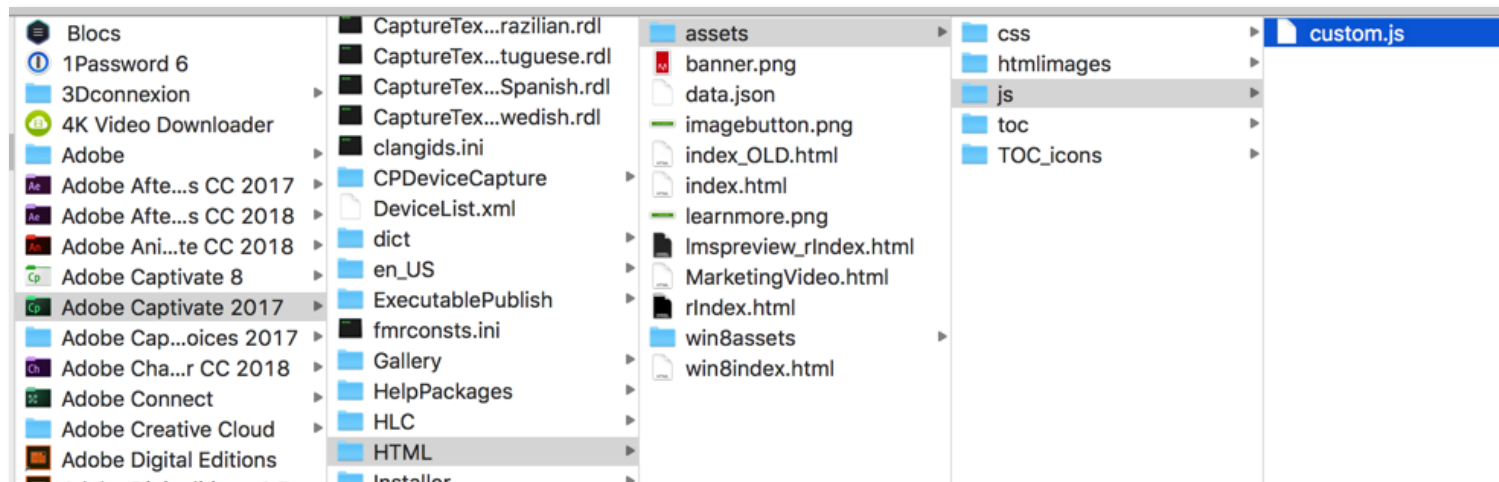 Blocs
1Password 6
3Dconnexion
4K Video Downloader
Adobe
Adobe Afte...s CC 2017
Adobe Afte...s CC 2018
Adobe Ani...te CC 2018
Adobe Captivate 8
Adobe Captivate 2017
Adobe Cap...oices 2017
Adobe Cha...r CC 2018
Adobe Connect
Adobe Creative Cloud
Adobe Digital Editions
CaptureTex...razilian.rdl
CaptureTex...tuguese.rdl
CaptureTex...Spanish.rdl
CaptureTex...wedish.rdl
clangids.ini
CPDeviceCapture
DeviceList.xml
dict
en_US
ExecutablePublish
fmrconsts.ini
Gallery
HelpPackages
HLC
HTML
Installer
assets
banner.png
data.json
imagebutton.png
index_OLD.html
index.html
learnmore.png
lmspreview_rIndex.html
MarketingVideo.html
rIndex.html
win8assets
win8index.html
css
htmlimages
js
toc
TOC_icons
custom.js